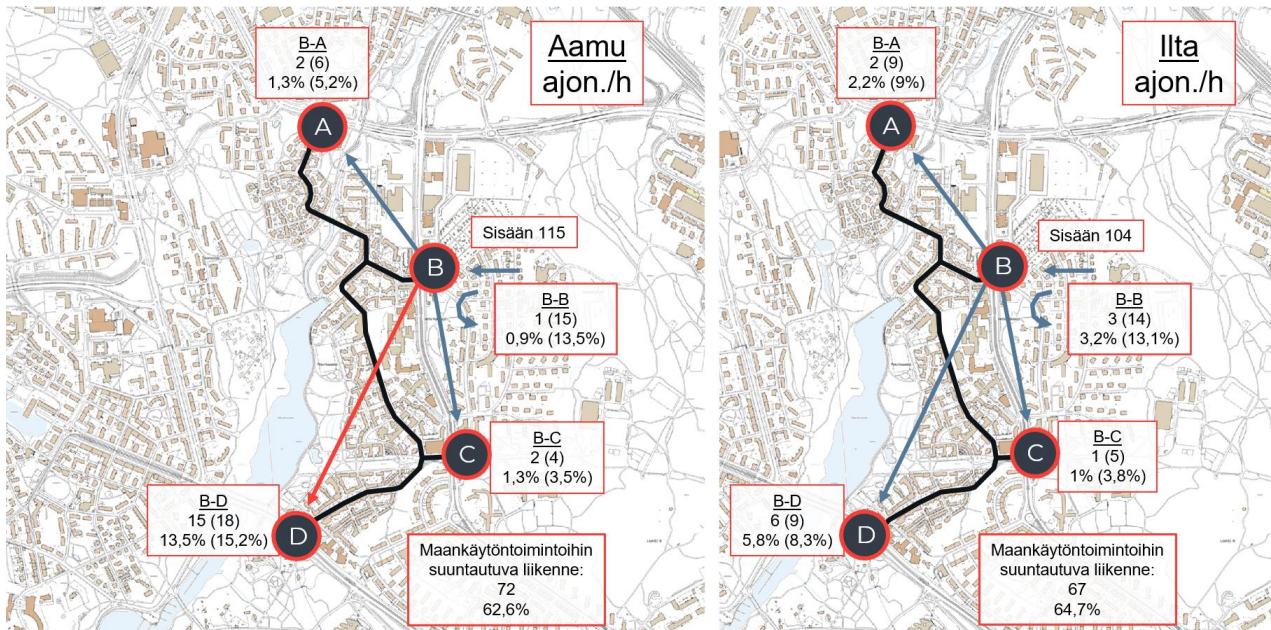 B-A
2 (6)
1,3% (5,2%)
Aamu
ajon./h
A
Sisään 115
B
B-B
1 (15)
0,9% (13,5%)
B-C
2 (4)
1,3% (3,5%)
C
B-D
15 (18)
13,5% (15,2%)
D
Maankäytöntoimintoihin
suuntautuva liikenne:
72
62,6%
B-A
2 (9)
2,2% (9%)
Ilta
ajon./h
A
Sisään 104
B
B-B
3 (14)
3,2% (13,1%)
B-C
1 (5)
1% (3,8%)
C
B-D
6 (9)
5,8% (8,3%)
D
Maankäytöntoimintoihin
suuntautuva liikenne:
67
64,7%